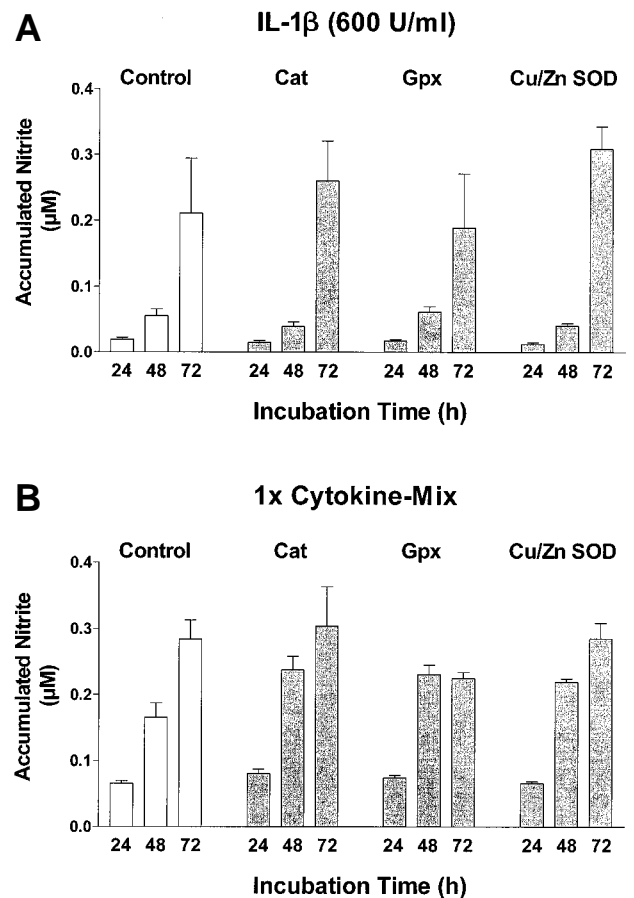 A
IL-1β (600 U/ml)
Control Cat Gpx Cu/Zn SOD
Accumulated Nitrite
(µM)
0.4
0.3
0.2
0.1
0.0
24 48 72 24 48 72 24 48 72 24 48 72
Incubation Time (h)
B
1x Cytokine-Mix
Control Cat Gpx Cu/Zn SOD
Accumulated Nitrite
(µM)
0.4
0.3
0.2
0.1
0.0
24 48 72 24 48 72 24 48 72 24 48 72
Incubation Time (h)